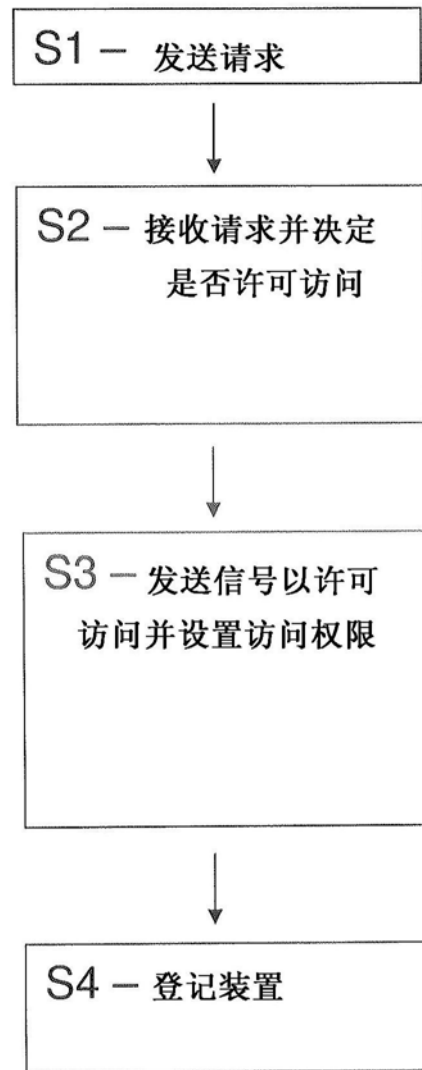 S1 – 发送请求
S2 – 接收请求并决定
是否许可访问
S3 – 发送信号以许可
访问并设置访问权限
S4 – 登记装置